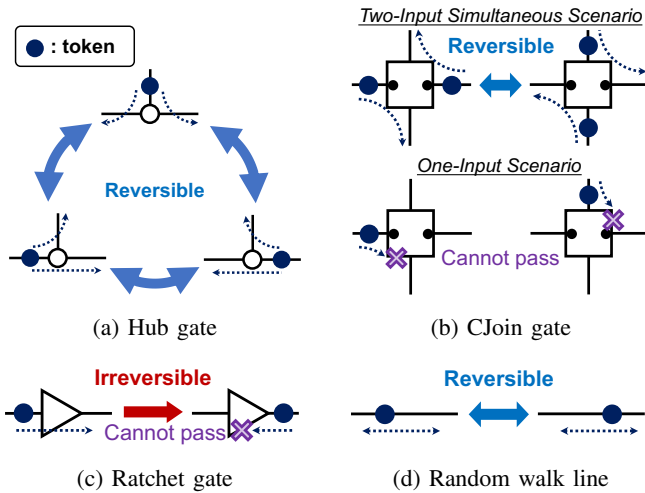 : token
Reversible
(a) Hub gate
Two-Input Simultaneous Scenario
Reversible
One-Input Scenario
Cannot pass
(b) CJoin gate
Irreversible
Cannot pass
(c) Ratchet gate
Reversible
(d) Random walk line